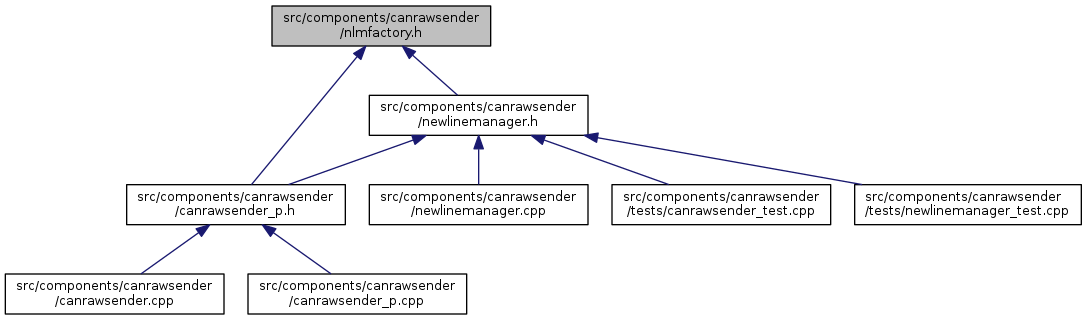 src/components/canrawsender
/nlmfactory.h
src/components/canrawsender
/newlinemanager.h
src/components/canrawsender
/canrawsender_p.h
src/components/canrawsender
/newlinemanager.cpp
src/components/canrawsender
/tests/canrawsender_test.cpp
src/components/canrawsender
/tests/newlinemanager_test.cpp
src/components/canrawsender
/canrawsender.cpp
src/components/canrawsender
/canrawsender_p.cpp